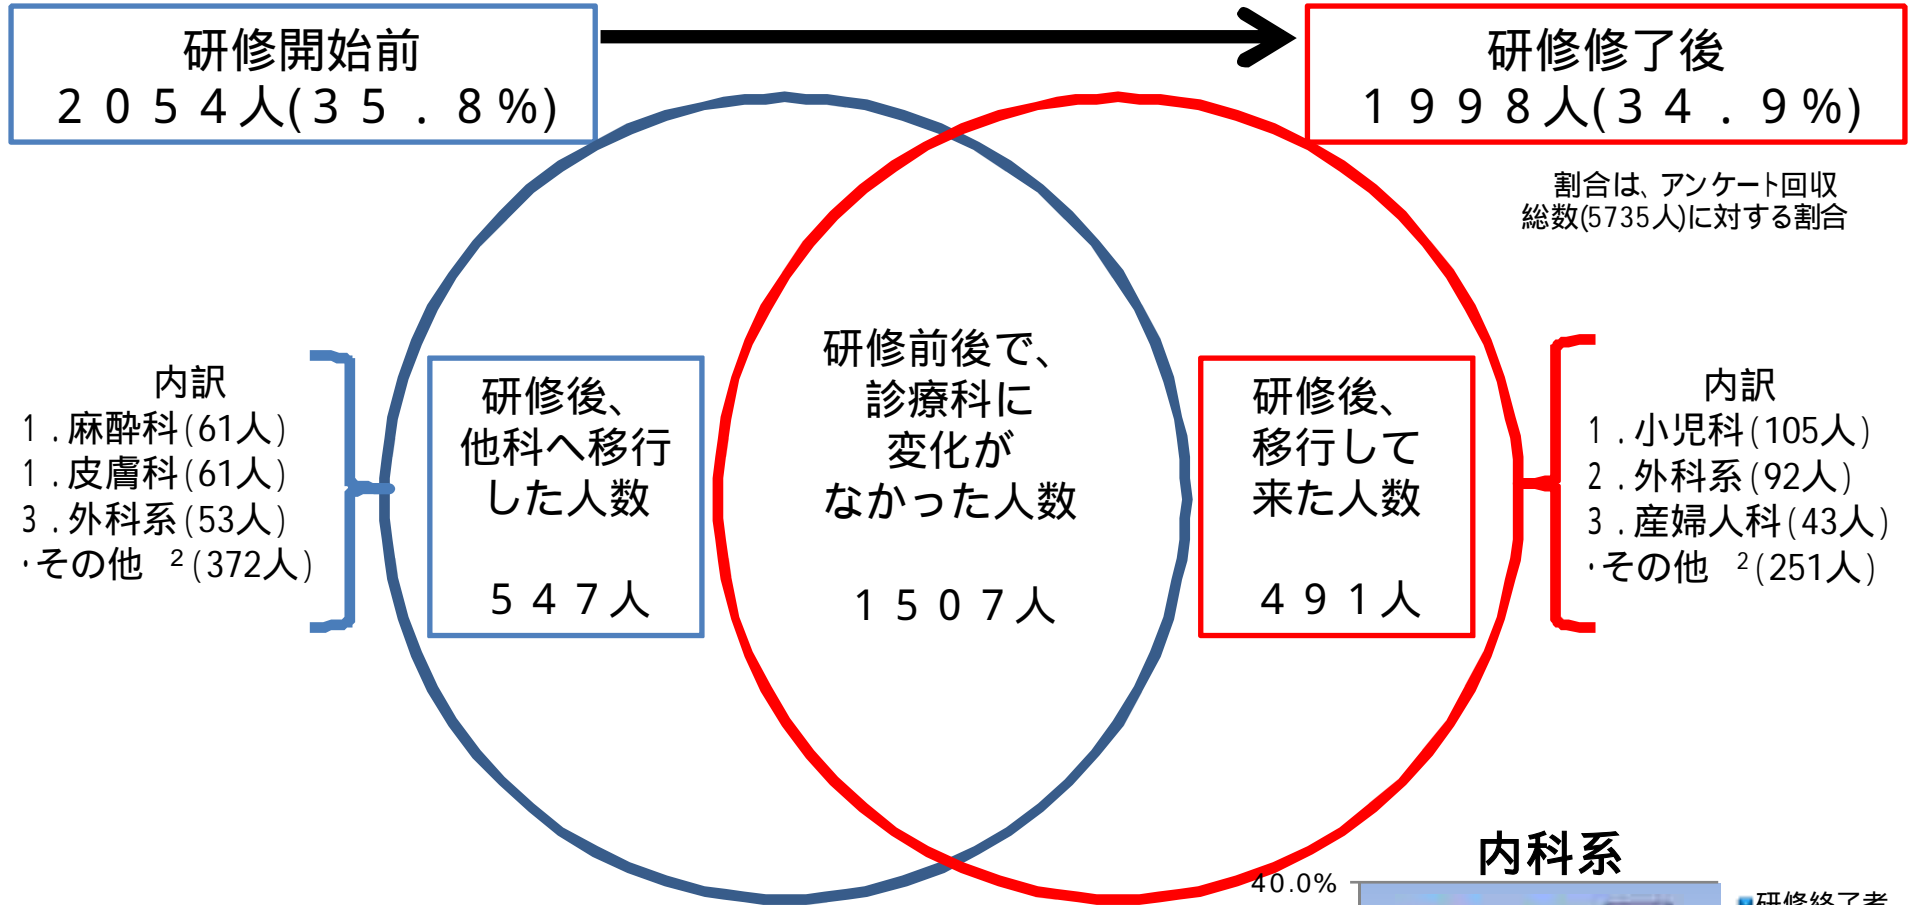 研修開始前
２０５４人(３５．８%)
研修修了後
１９９８人(３４．９%)
割合は、アンケート回収
総数(5735人)に対する割合
内訳
１．麻酔科(61人)
１．皮膚科(61人)
３．外科系(53人)
・その他 ２(372人)
研修後、
他科へ移行
した人数
５４７人
研修前後で、
診療科に
変化が
なかった人数
１５０７人
研修後、
移行して
来た人数
４９１人
内訳
１．小児科(105人)
２．外科系(92人)
３．産婦人科(43人)
・その他 ２(251人)
内科系
40.0%
研修終了者